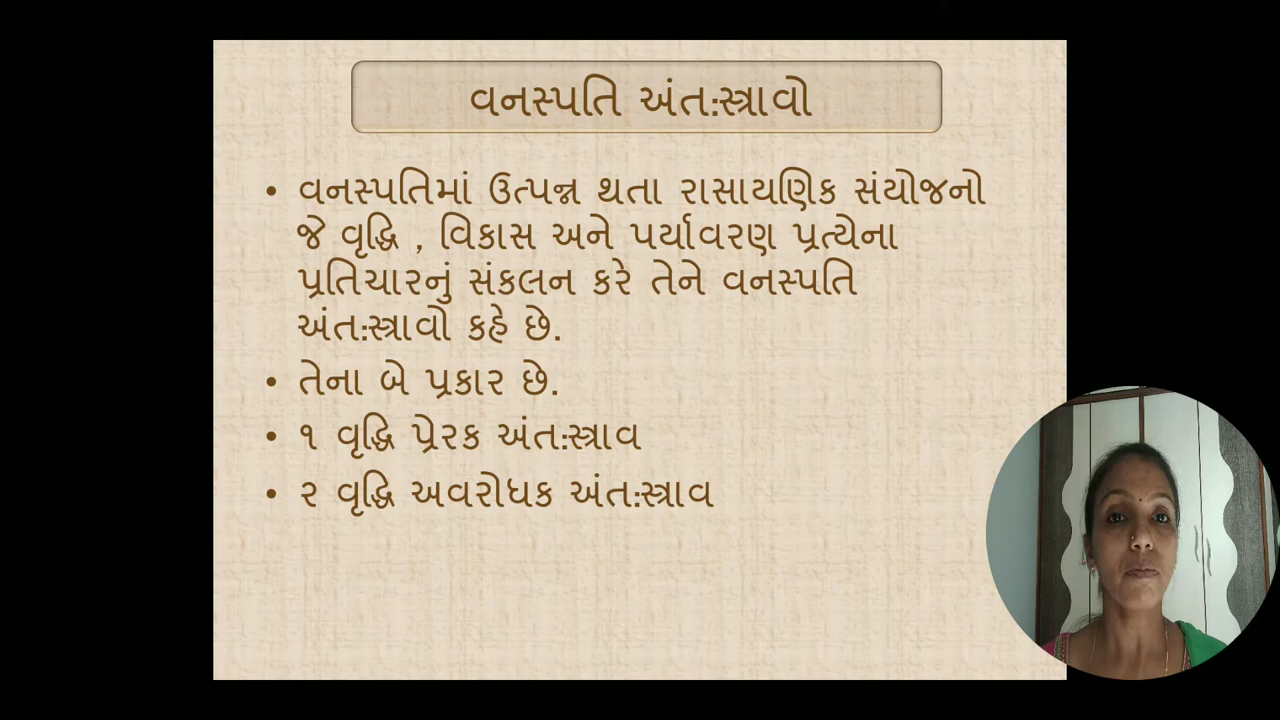 વનસ્પતિ અંત:સ્ત્રાવો
• વનસ્પતિમાં ઉત્પન્ન થતા રાસાયણિક સંયોજનો
જે વૃદ્ધિ , વિકાસ અને પર્યાવરણ પ્રત્યેના
પ્રતિચારનું સંકલન કરે તેને વનસ્પતિ
અંત:સ્ત્રાવો કહે છે.
• તેના બે પ્રકાર છે.
• ૧ વૃદ્ધિ પ્રેરક અંત:સ્ત્રાવ
• ૨ વૃદ્ધિ અવરોધક અંત:સ્ત્રાવ